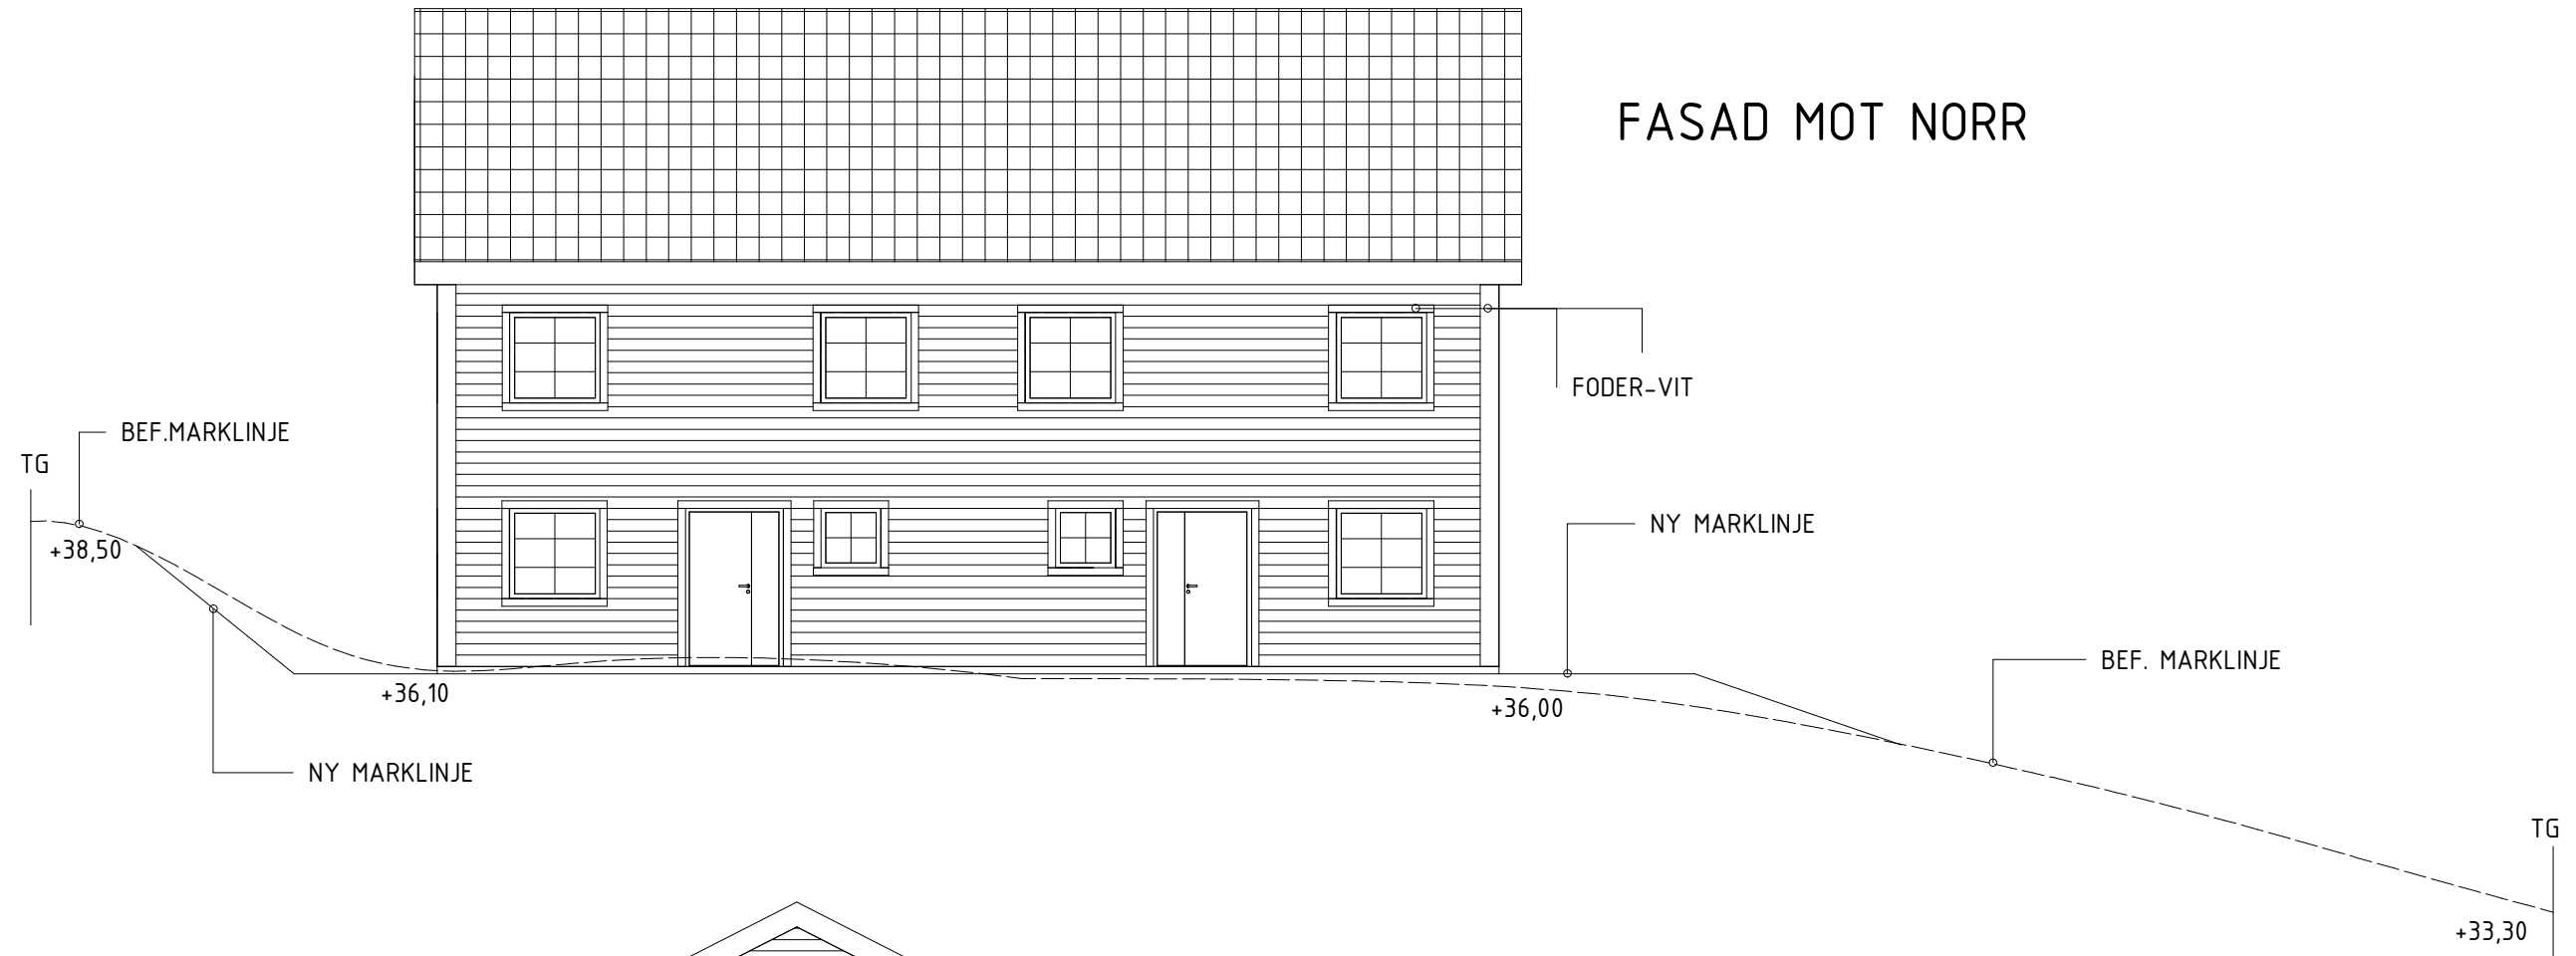 FASAD MOT NORR
FODER-VIT
BEF.MARKLINJE
TG
+38,50
NY MARKLINJE
BEF. MARKLINJE
+36,10
+36,00
NY MARKLINJE
TG
+33,30